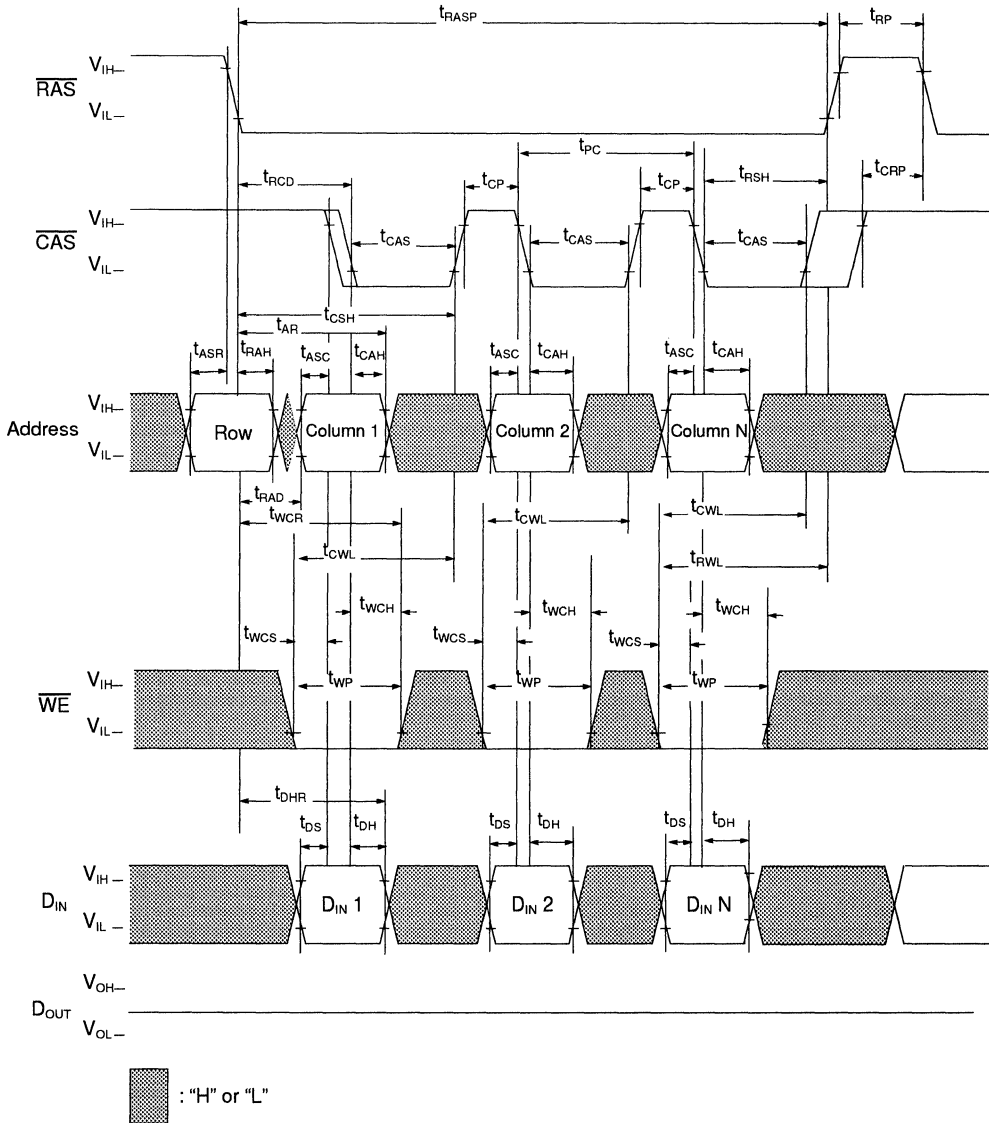 tRASP
tRP
VIH
RAS
VIL
tPC
tRCD
tCP
tCP
tRSH
tCRP
VIH
CAS
tCAS
tCAS
tCAS
VIL
tCSH
tAR
tASR
tRAH
tASC
tCAH
tASC
tCAH
tASC
tCAH
VIH
Address
Row
Column 1
Column 2
Column N
VIL
tRAD
tWCR
tCWL
tCWL
tCWL
tRWL
tWCH
tWCH
tWCH
tWCS
tWCS
tWCS
VIH
WE
tWP
tWP
tWP
VIL
tDHR
tDS
tDH
tDS
tDH
tDS
tDH
VIH
DIN
DIN 1
DIN 2
DIN N
VIL
VOH
DOUT
VOL
: “H” or “L”